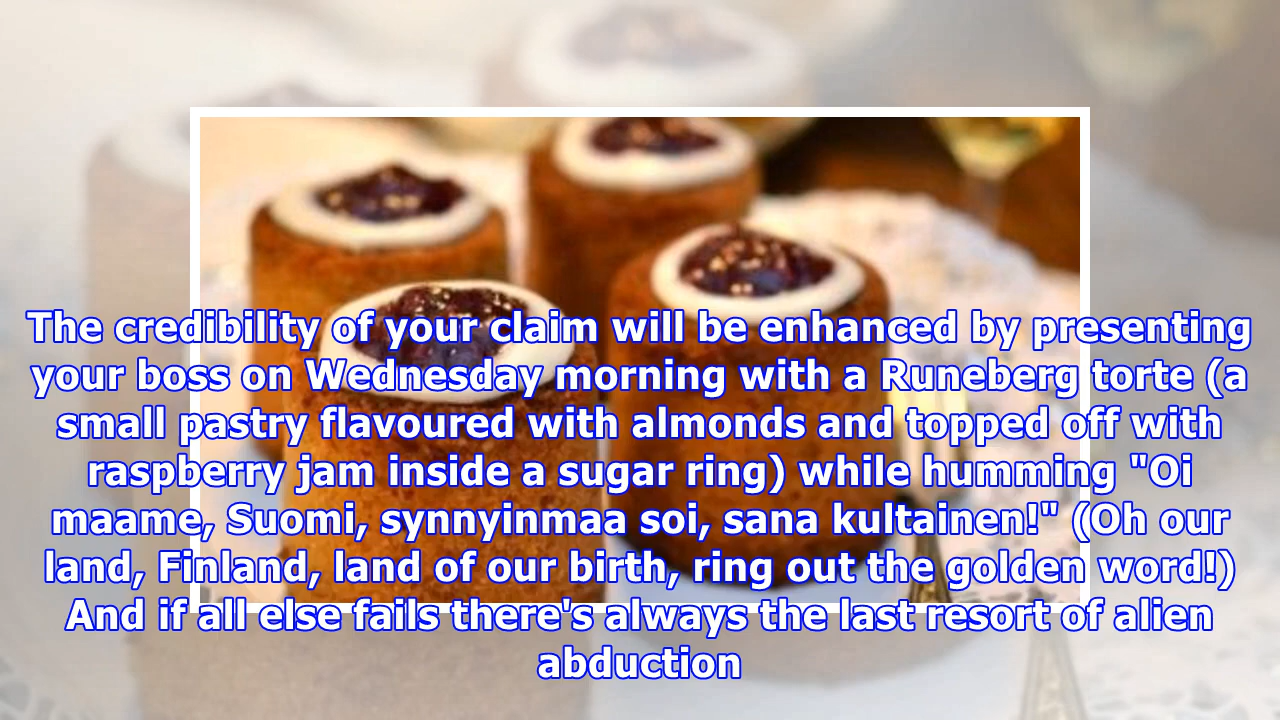 The credibility of your claim will be enhanced by presenting
your boss on Wednesday morning with a Runeberg torte (a
small pastry flavoured with almonds and topped off with
raspberry jam inside a sugar ring) while humming "Oi
maame, Suomi, synnyinmaa soi, sana kultainen!" (Oh our
land, Finland, land of our birth, ring out the golden word!)
And if all else fails there's always the last resort of alien
abduction